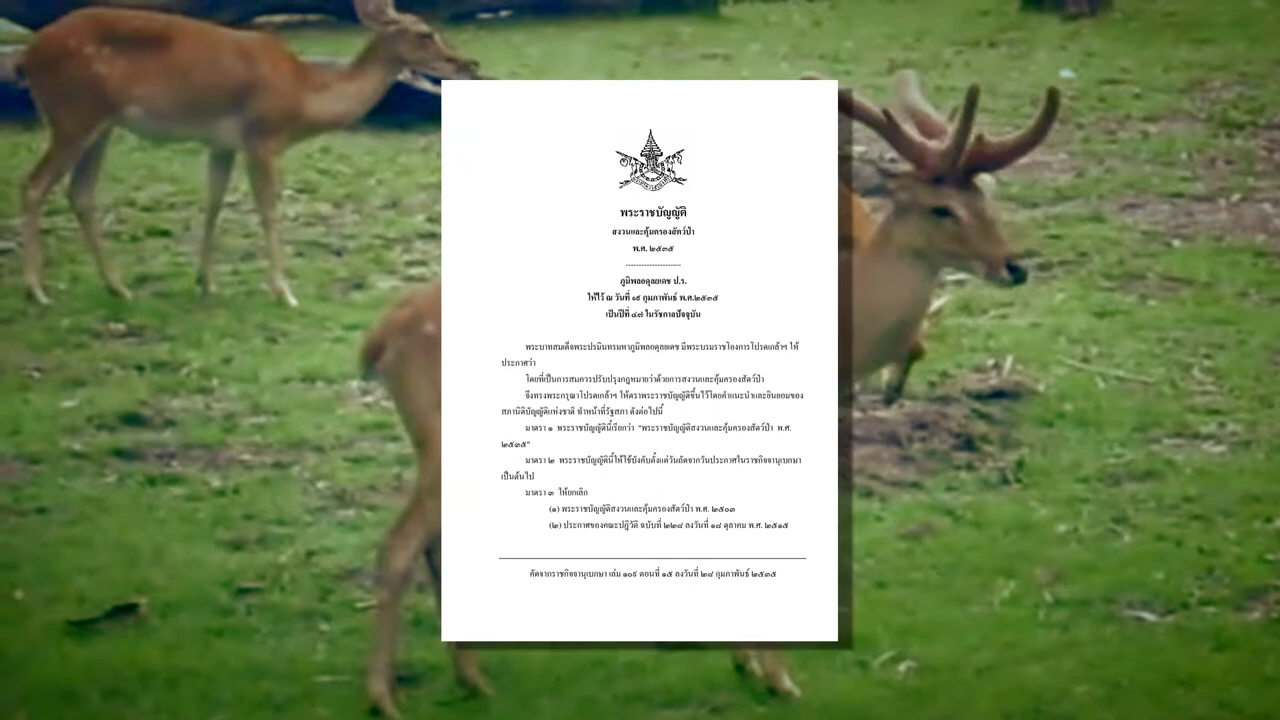 พระราชบัญญัติ
สงวนและคุ้มครองสัตว์ป่า
พ.ศ. ๒๕๓๕
---------------------
ภูมิพลอดุลยเดช ป.ร.
ให้ไว้ ณ วันที่ ๑๙ กุมภาพันธ์ พ.ศ.๒๕๓๕
เป็นปีที่ ๔๗ ในรัชกาลปัจจุบัน
พระบาทสมเด็จพระปรมินทรมหาภูมิพลอดุลยเดช มีพระบรมราชโองการโปรดเกล้าฯ ให้
ประกาศว่า
โดยที่เป็นการสมควรปรับปรุงกฎหมายว่าด้วยการสงวนและคุ้มครองสัตว์ป่า
จึงทรงพระกรุณาโปรดเกล้าฯ ให้ตราพระราชบัญญัติขึ้นไว้โดยคำแนะนำและยินยอมของ
สภานิติบัญญัติแห่งชาติ ทำหน้าที่รัฐสภา ดังต่อไปนี้
มาตรา ๑ พระราชบัญญัตินี้เรียกว่า "พระราชบัญญัติสงวนและคุ้มครองสัตว์ป่า พ.ศ.
๒๕๓๕"
มาตรา ๒ พระราชบัญญัตินี้ให้ใช้บังคับตั้งแต่วันถัดจากวันประกาศในราชกิจจานุเบกษา
เป็นต้นไป
มาตรา ๓ ให้ยกเลิก
(๑) พระราชบัญญัติสงวนและคุ้มครองสัตว์ป่า พ.ศ. ๒๕๐๓
(๒) ประกาศของคณะปฏิวัติ ฉบับที่ ๒๒๘ ลงวันที่ ๑๘ ตุลาคม พ.ศ. ๒๕๑๕
คัดจากราชกิจจานุเบกษา เล่ม ๑๐๙ ตอนที่ ๑๕ ลงวันที่ ๒๘ กุมภาพันธ์ ๒๕๓๕